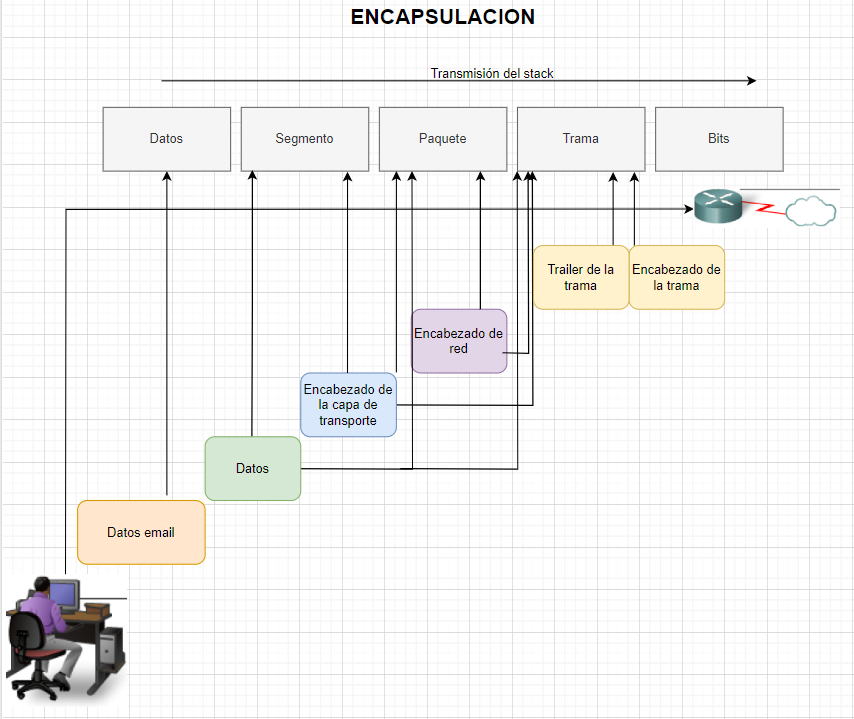 ENCAPSULACION
Transmisión del stack
Datos
Segmento
Paquete
Trama
Bits
Trailer de la
trama
Encabezado de
la trama
Encabezado de
red
Encabezado de
la capa de
transporte
Datos
Datos email